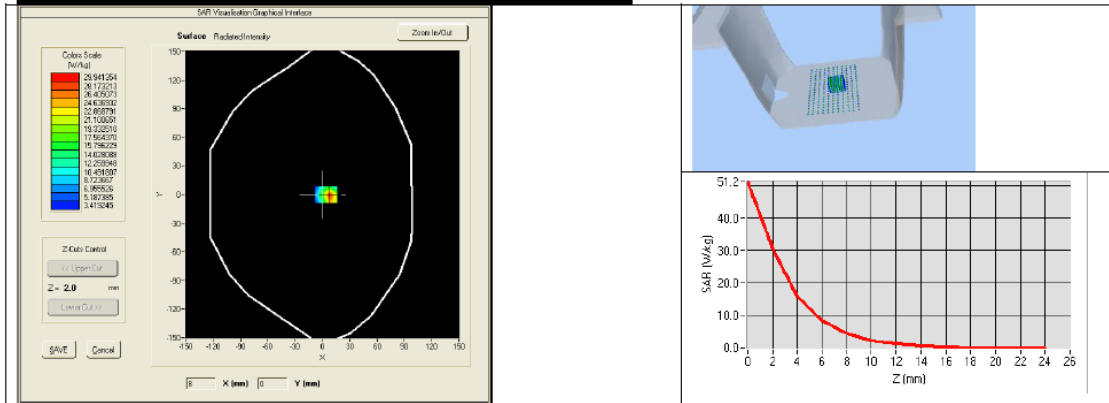 SAR Visualisation Graphical Interface
Surface Radiated Intensity
Zoom In/Out
Colors Scale
(W/kg)
29.941354
28.173213
26.405073
24.636932
22.868791
21.100651
19.332510
17.564370
15.796229
14.028088
12.259948
10.491807
8.723667
6.955526
5.187385
3.419245
Z-Cuts Control
<< Upper Cut
Z = 2.0 mm
Lower Cut >>
SAVE Cancel
150
120
90
60
30
0
-30
-60
-90
-120
-150
Y
-150 -120 -90 -60 -30 0 30 60 90 120 150
X
8 X (mm) 0 Y (mm)
51.2
40.0
30.0
20.0
10.0
0.0
SAR (W/kg)
0 2 4 6 8 10 12 14 16 18 20 22 24 26
Z (mm)